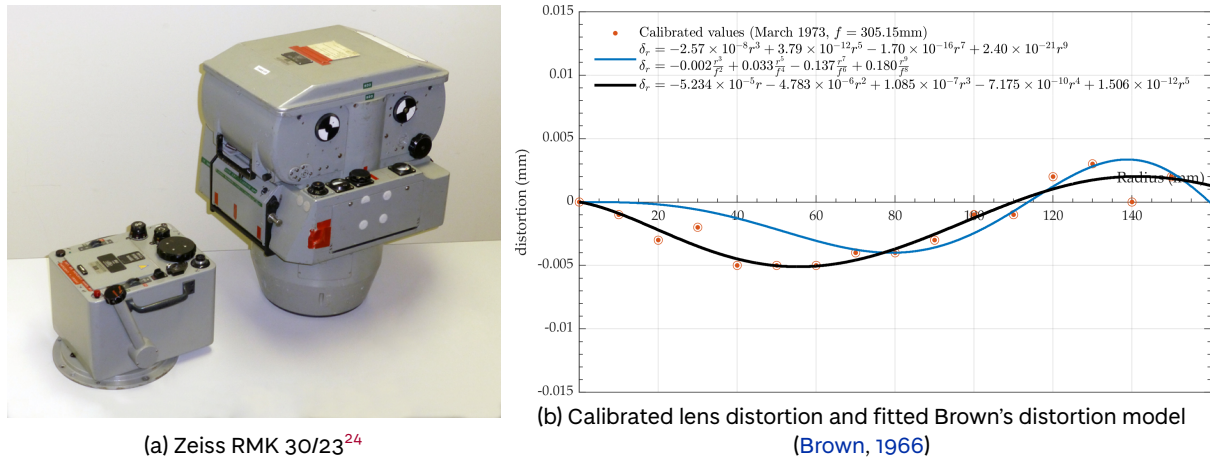 0.015
0.01
0.005
0
-0.005
-0.01
-0.015
distortion (mm)
Calibrated values (March 1973, f = 305.15mm)
δ_r = −2.57 × 10⁻⁸r³ + 3.79 × 10⁻¹²r⁵ − 1.70 × 10⁻¹⁶r⁷ + 2.40 × 10⁻²¹r⁹
δ_r = −0.002 r³/f² + 0.033 r⁵/f⁴ − 0.137 r⁷/f⁶ + 0.180 r⁹/f⁸
δ_r = −5.234 × 10⁻⁵r − 4.783 × 10⁻⁶r² + 1.085 × 10⁻⁷r³ − 7.175 × 10⁻¹⁰r⁴ + 1.506 × 10⁻¹²r⁵
Radius (mm)
20 40 60 80 100 120 140
(a) Zeiss RMK 30/23²⁴
(b) Calibrated lens distortion and fitted Brown's distortion model
(Brown, 1966)